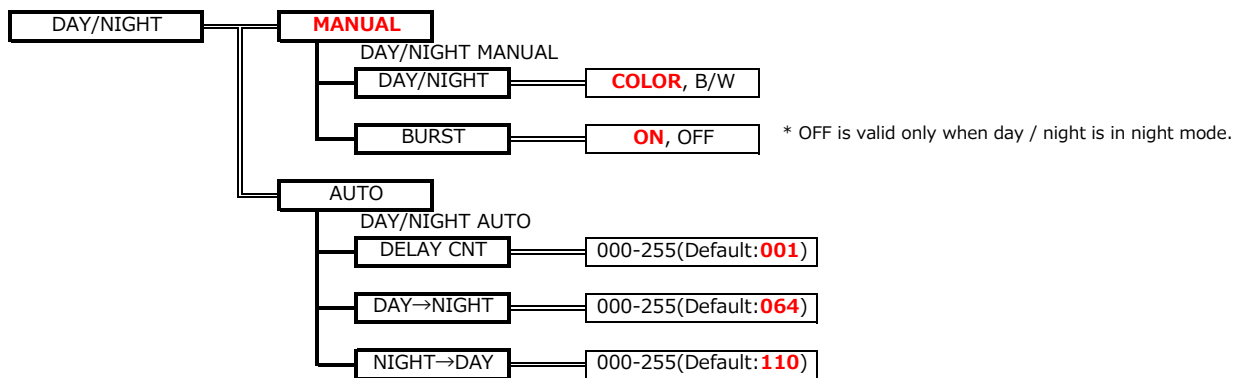 DAY/NIGHT
MANUAL
DAY/NIGHT MANUAL
DAY/NIGHT
COLOR, B/W
BURST
ON, OFF
* OFF is valid only when day / night is in night mode.
AUTO
DAY/NIGHT AUTO
DELAY CNT
000-255(Default:001)
DAY→NIGHT
000-255(Default:064)
NIGHT→DAY
000-255(Default:110)